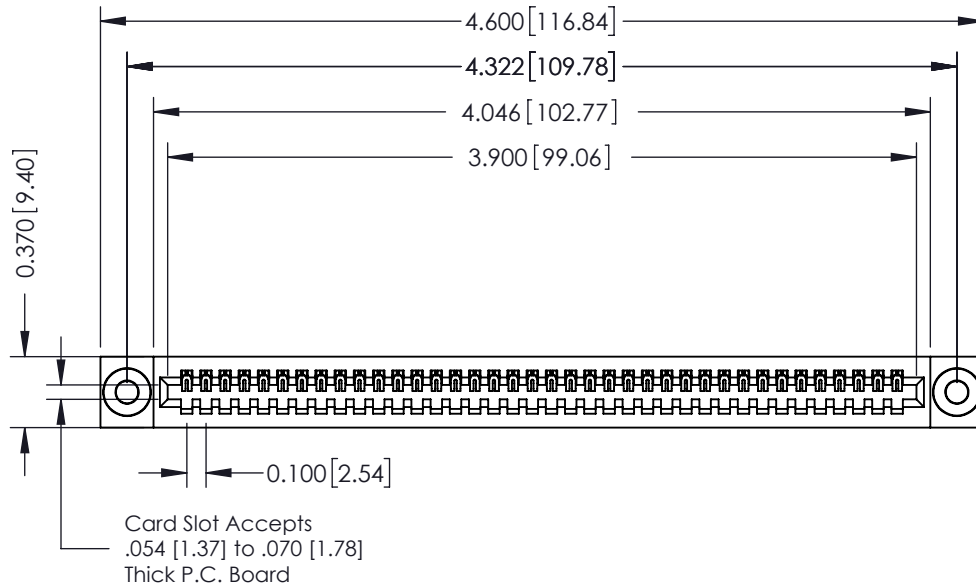 4.600 [116.84]
4.322 [109.78]
4.046 [102.77]
3.900 [99.06]
0.370 [9.40]
0.100 [2.54]
Card Slot Accepts
.054 [1.37] to .070 [1.78]
Thick P.C. Board